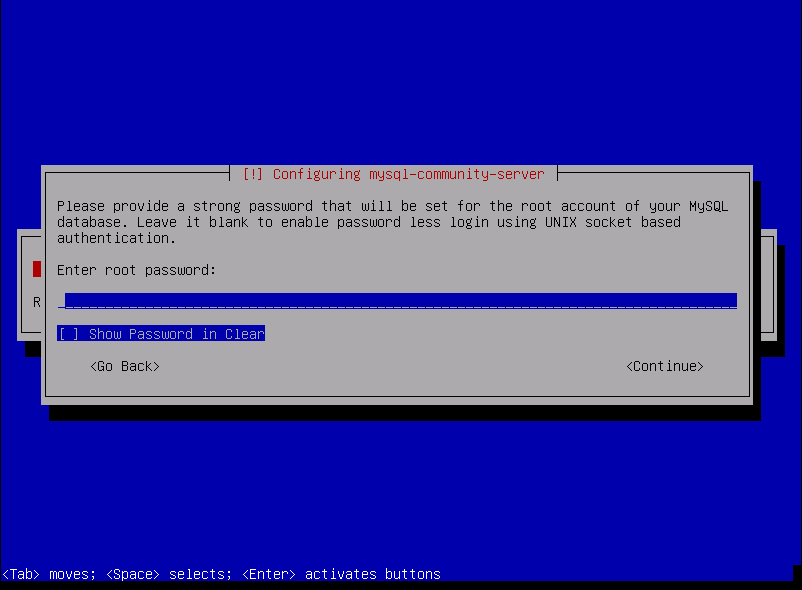 [!] Configuring mysql-community-server
Please provide a strong password that will be set for the root account of your MySQL
database. Leave it blank to enable password less login using UNIX socket based
authentication.
Enter root password:
R
[ ] Show Password in Clear
<Go Back> <Continue>
<Tab> moves; <Space> selects; <Enter> activates buttons